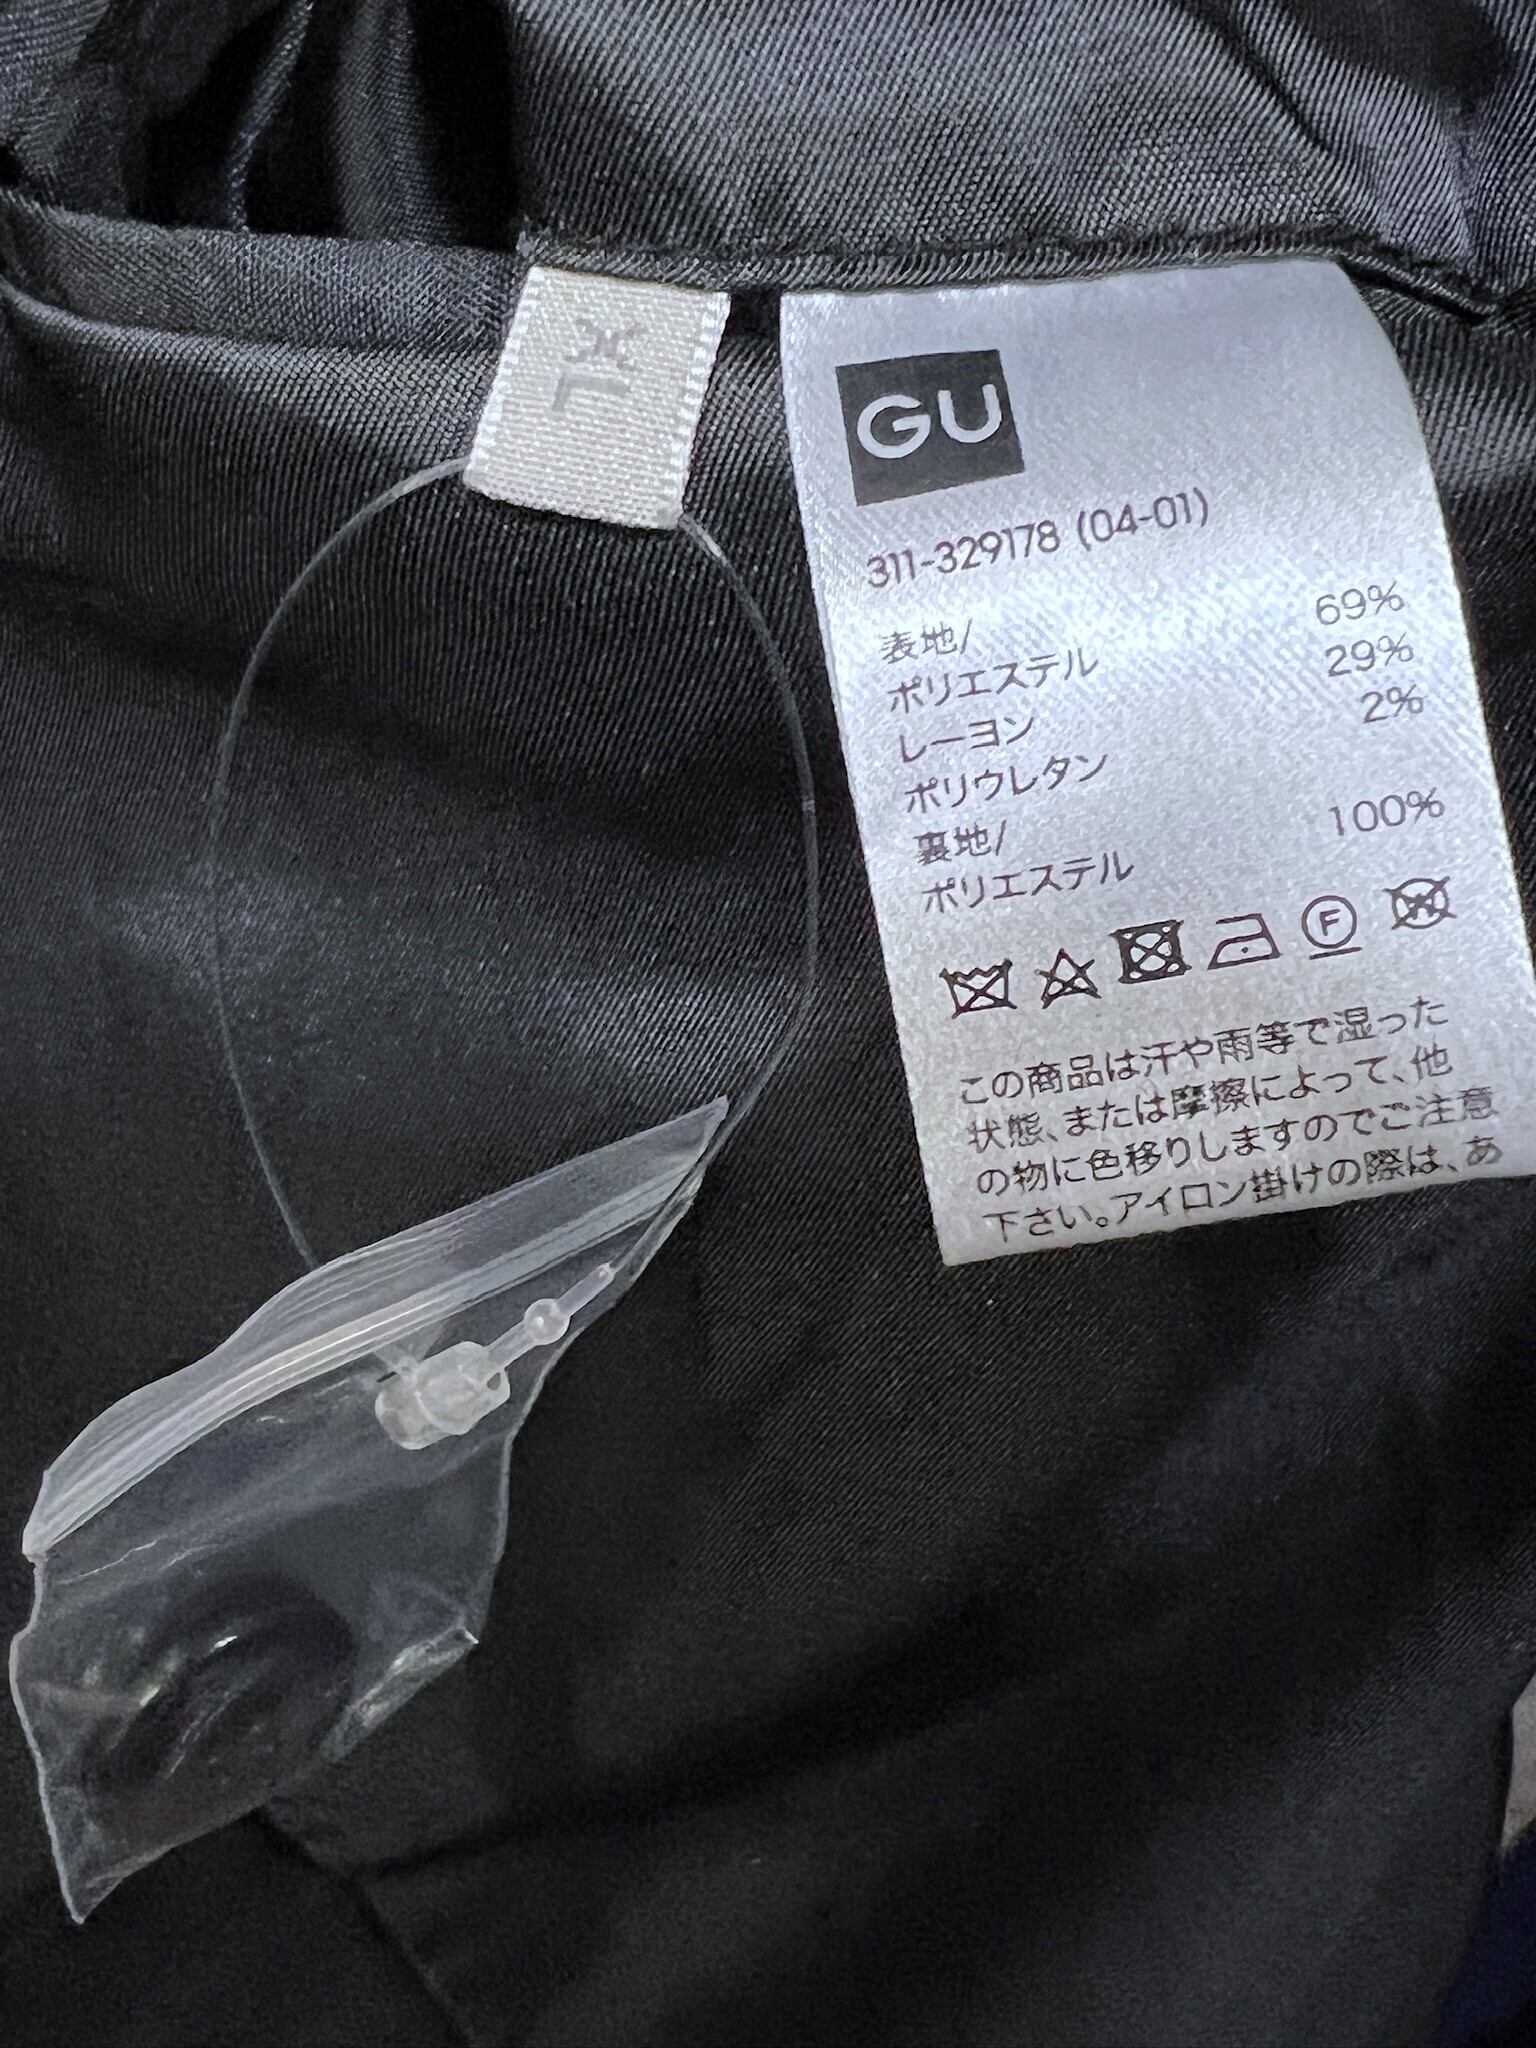 XL
GU
311-329178 (04-01)
表地/
ポリエステル 69%
レーヨン 29%
ポリウレタン 2%
裏地/
ポリエステル 100%
F
W
この商品は汗や雨等で湿った
状態、または摩擦によって、他
の物に色移りしますのでご注意
下さい。アイロン掛けの際は、あ